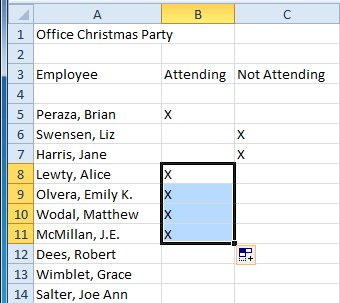 A B C
1 Office Christmas Party
2
3 Employee Attending Not Attending
4
5 Peraza, Brian X
6 Swensen, Liz X
7 Harris, Jane X
8 Lewty, Alice X
9 Olvera, Emily K. X
10 Wodal, Matthew X
11 McMillan, J.E. X
12 Dees, Robert
13 Wimblet, Grace
14 Salter, Joe Ann